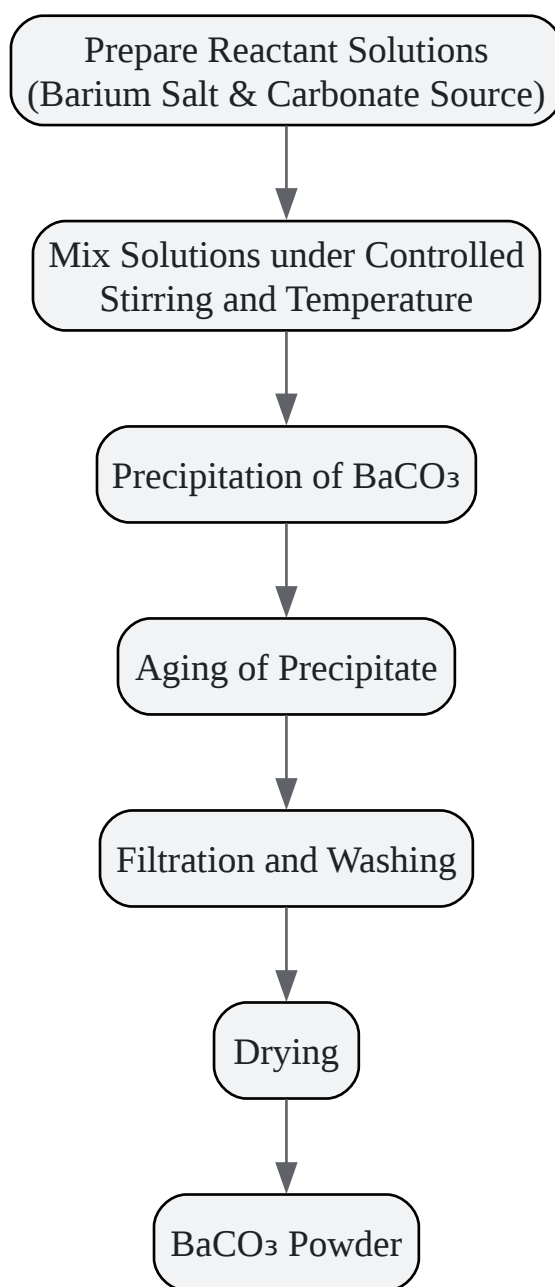 Prepare Reactant Solutions
(Barium Salt & Carbonate Source)
Mix Solutions under Controlled
Stirring and Temperature
Precipitation of BaCO₃
Aging of Precipitate
Filtration and Washing
Drying
BaCO₃ Powder